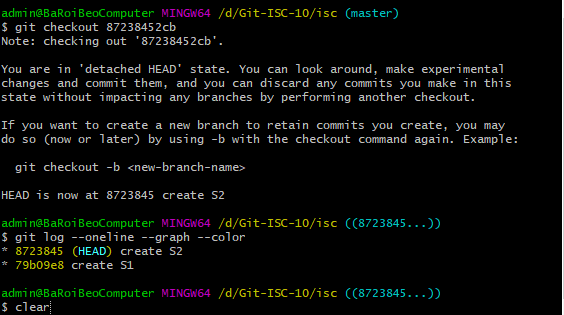 admin@BaRoiBeoComputer MINGW64 /d/Git-ISC-10/isc (master)
$ git checkout 87238452cb
Note: checking out '87238452cb'.

You are in 'detached HEAD' state. You can look around, make experimental
changes and commit them, and you can discard any commits you make in this
state without impacting any branches by performing another checkout.

If you want to create a new branch to retain commits you create, you may
do so (now or later) by using -b with the checkout command again. Example:

  git checkout -b <new-branch-name>

HEAD is now at 8723845 create S2

admin@BaRoiBeoComputer MINGW64 /d/Git-ISC-10/isc ((8723845...))
$ git log --oneline --graph --color
* 8723845 (HEAD) create S2
* 79b09e8 create S1

admin@BaRoiBeoComputer MINGW64 /d/Git-ISC-10/isc ((8723845...))
$ clear